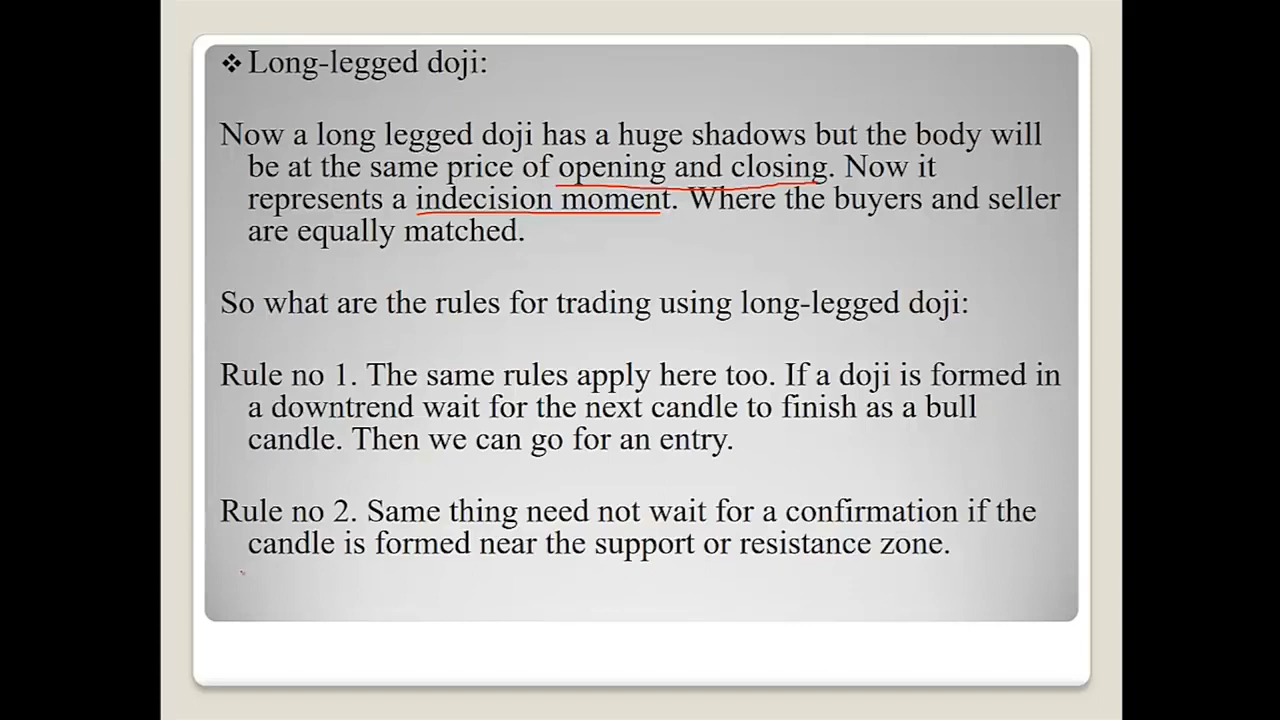 ❖ Long-legged doji:
Now a long legged doji has a huge shadows but the body will
be at the same price of opening and closing. Now it
represents a indecision moment. Where the buyers and seller
are equally matched.
So what are the rules for trading using long-legged doji:
Rule no 1. The same rules apply here too. If a doji is formed in
a downtrend wait for the next candle to finish as a bull
candle. Then we can go for an entry.
Rule no 2. Same thing need not wait for a confirmation if the
candle is formed near the support or resistance zone.